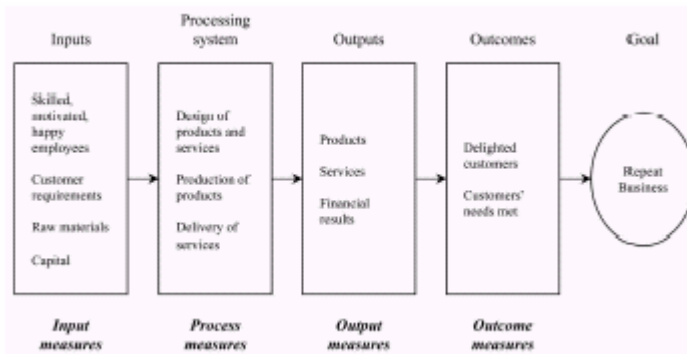 Inputs
Processing
system
Outputs
Outcomes
Goal
Skilled,
motivated,
happy
employees
Customer
requirements
Raw materials
Capital
Design of
products and
services
Production of
products
Delivery of
services
Products
Services
Financial
results
Delighted
customers
Customers'
needs met
Repeat
Business
Input
measures
Process
measures
Output
measures
Outcome
measures